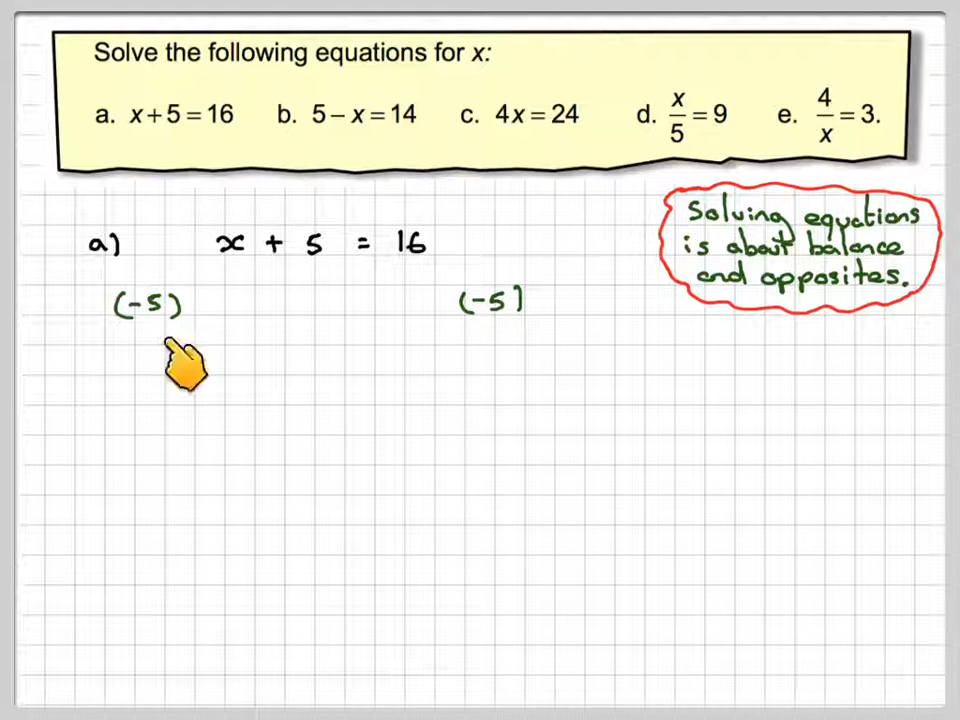 Solve the following equations for x:
a. x + 5 = 16 b. 5 − x = 14 c. 4x = 24 d. x/5 = 9 e. 4/x = 3.
Solving equations
is about balance
and opposites.
a) x + 5 = 16
(-5) (-5]